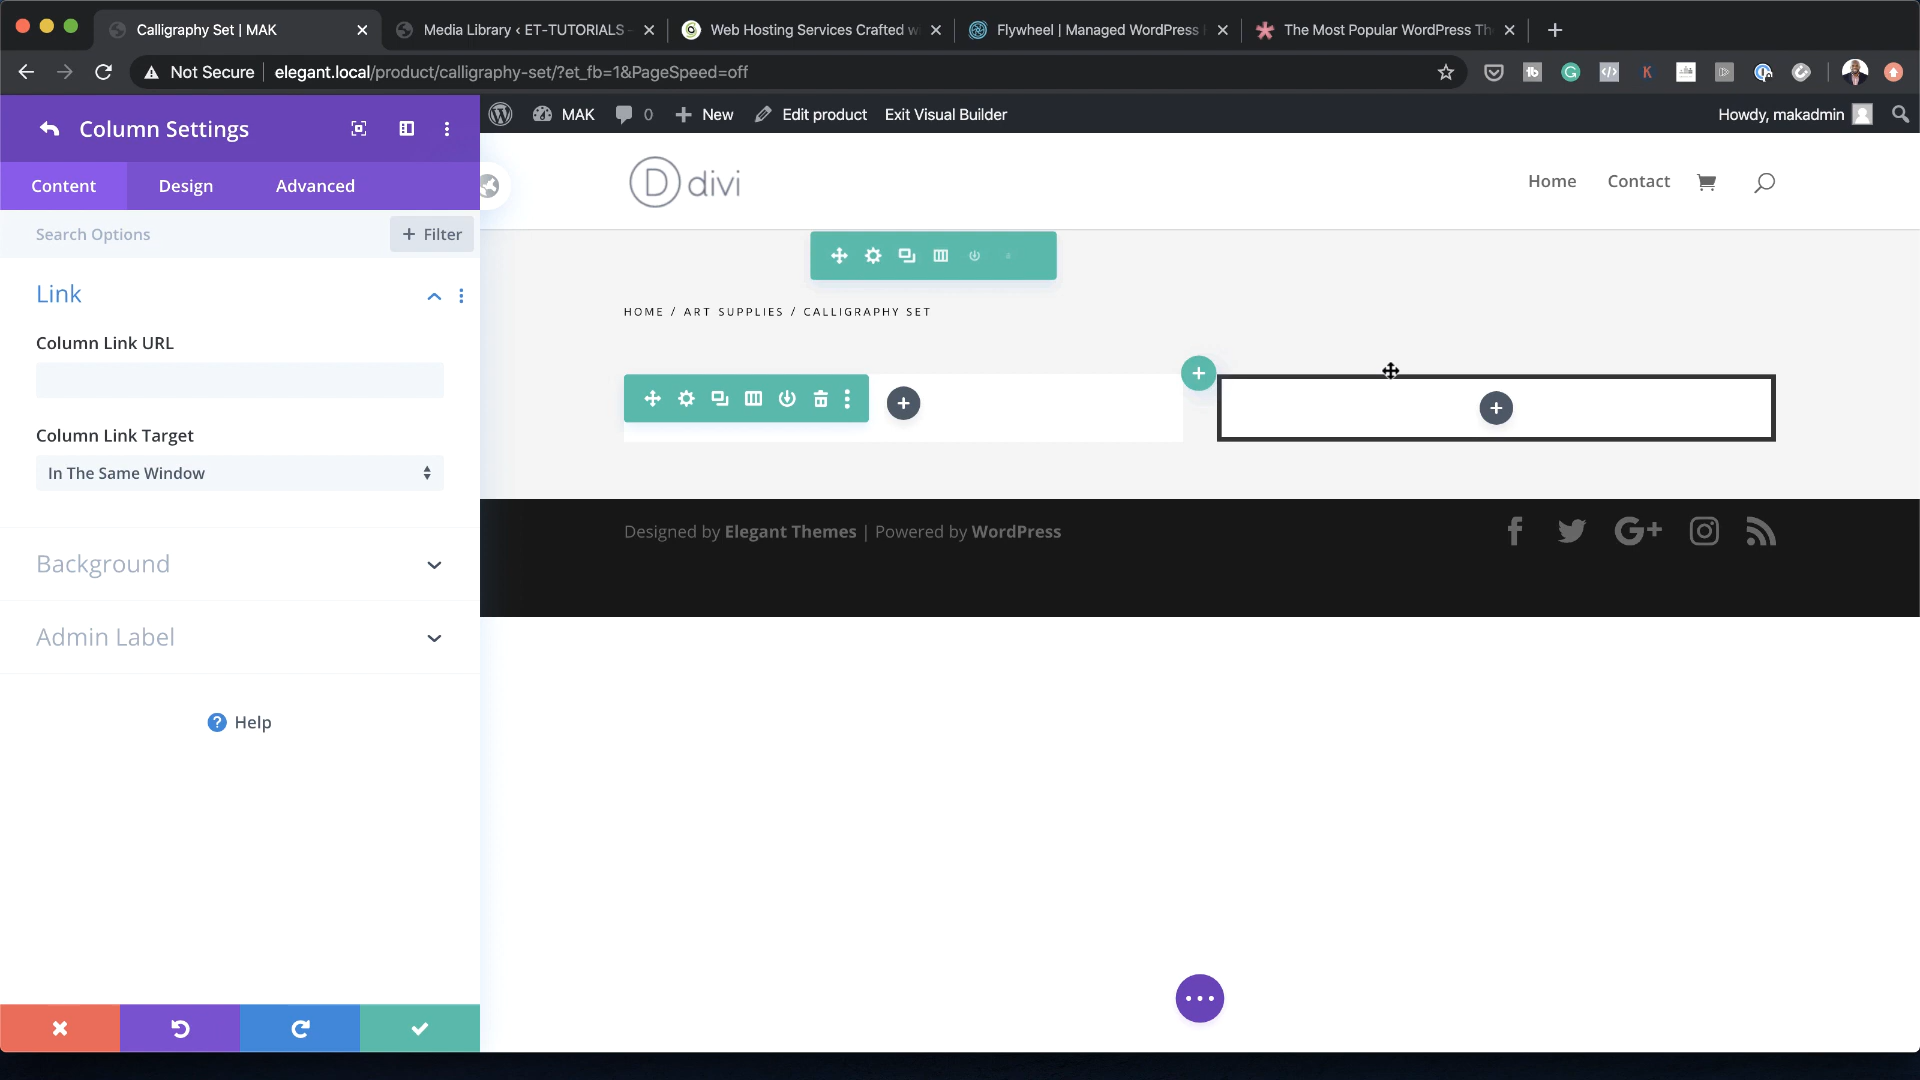 Calligraphy Set | MAK
Media Library ‹ ET-TUTORIALS -
Web Hosting Services Crafted w
Flywheel | Managed WordPress
The Most Popular WordPress Th
Not Secure
elegant.local/product/calligraphy-set/?et_fb=1&PageSpeed=off
MAK
0
New
Edit product
Exit Visual Builder
Howdy, makadmin
Column Settings
Content
Design
Advanced
Search Options
+ Filter
Link
Column Link URL
Column Link Target
In The Same Window
Background
Admin Label
? Help
D divi
Home
Contact
HOME / ART SUPPLIES / CALLIGRAPHY SET
Designed by Elegant Themes | Powered by WordPress